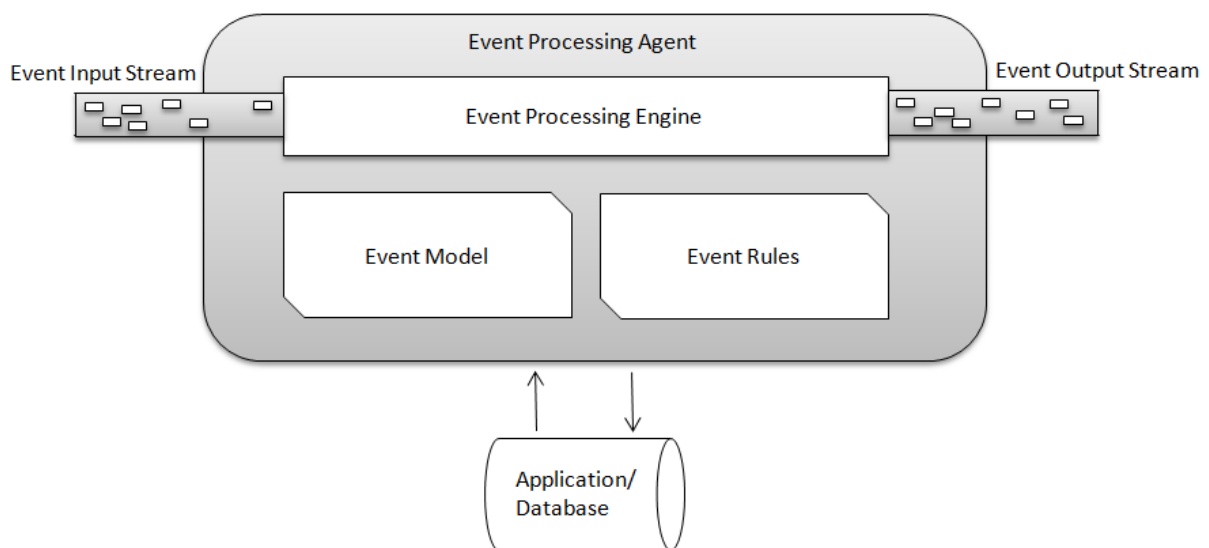 Event Processing Agent
Event Input Stream
Event Output Stream
Event Processing Engine
Event Model
Event Rules
Application/
Database